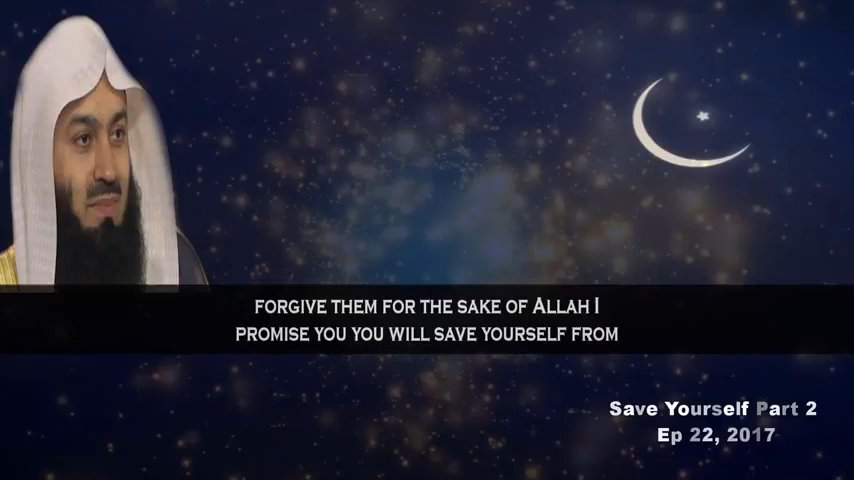 FORGIVE THEM FOR THE SAKE OF ALLAH I
PROMISE YOU YOU WILL SAVE YOURSELF FROM
Save Yourself Part 2
Ep 22, 2017